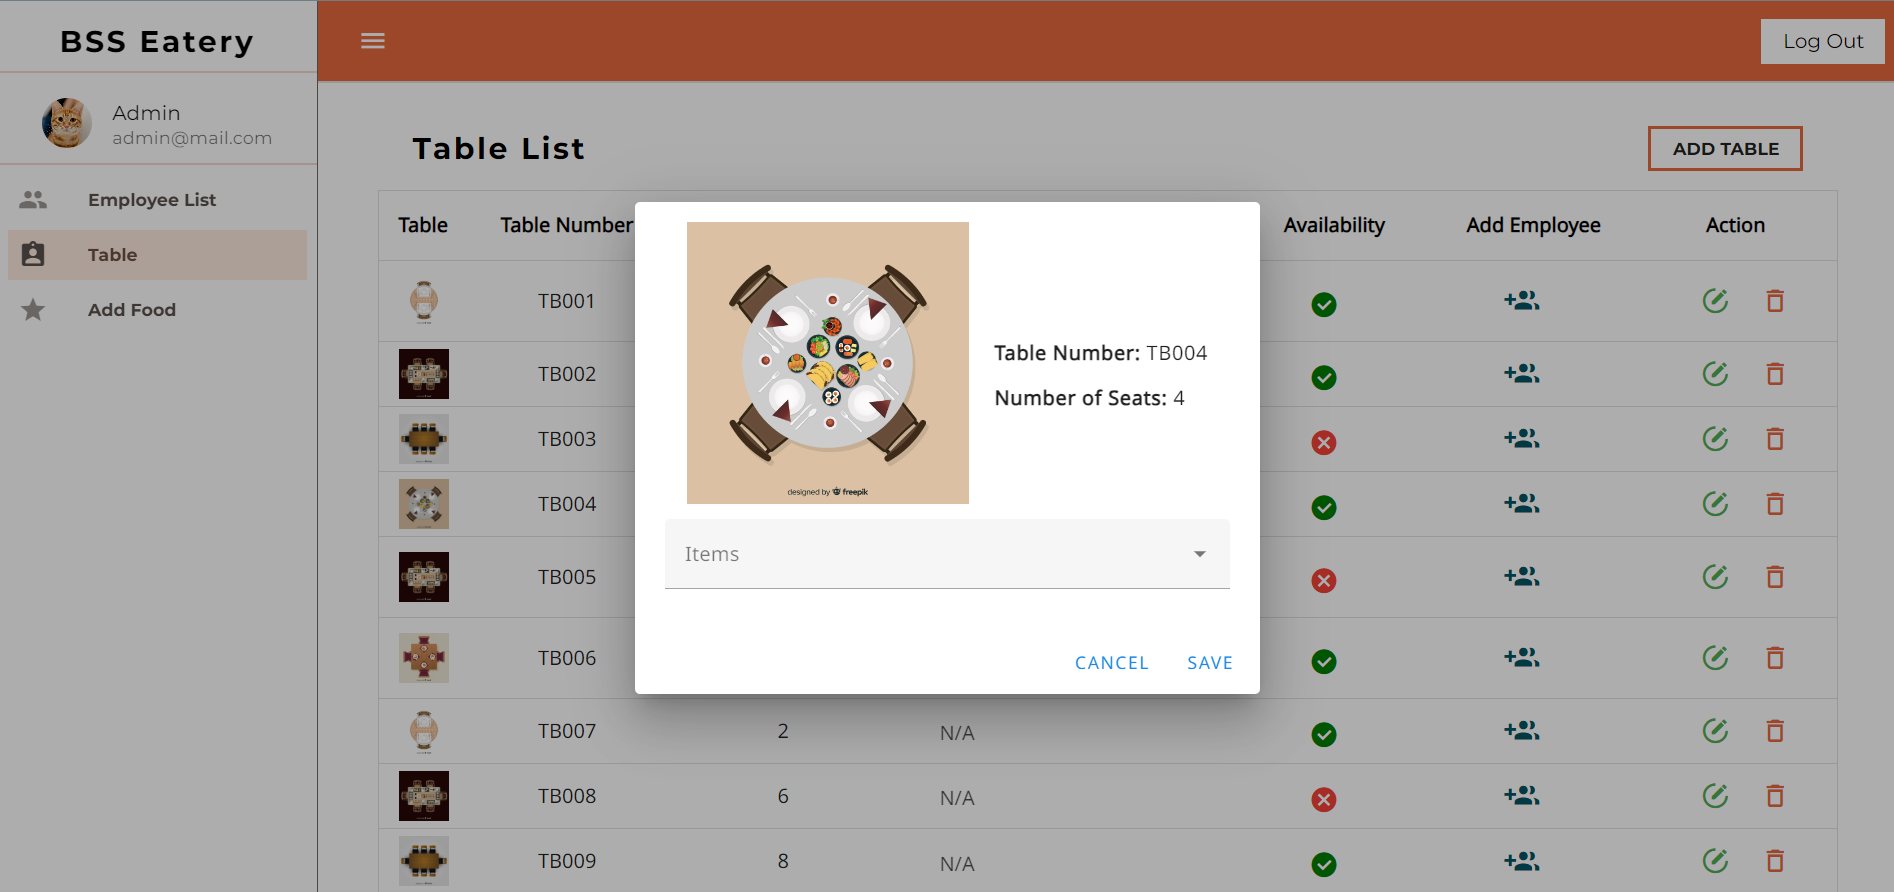 BSS Eatery
Log Out
Admin
admin@mail.com
Employee List
Table
Add Food
Table List
ADD TABLE
Table Table Number Availability Add Employee Action
TB001
TB002
TB003
TB004
TB005
TB006
TB007 2 N/A
TB008 6 N/A
TB009 8 N/A
designed by freepik
Table Number: TB004
Number of Seats: 4
Items
CANCEL SAVE